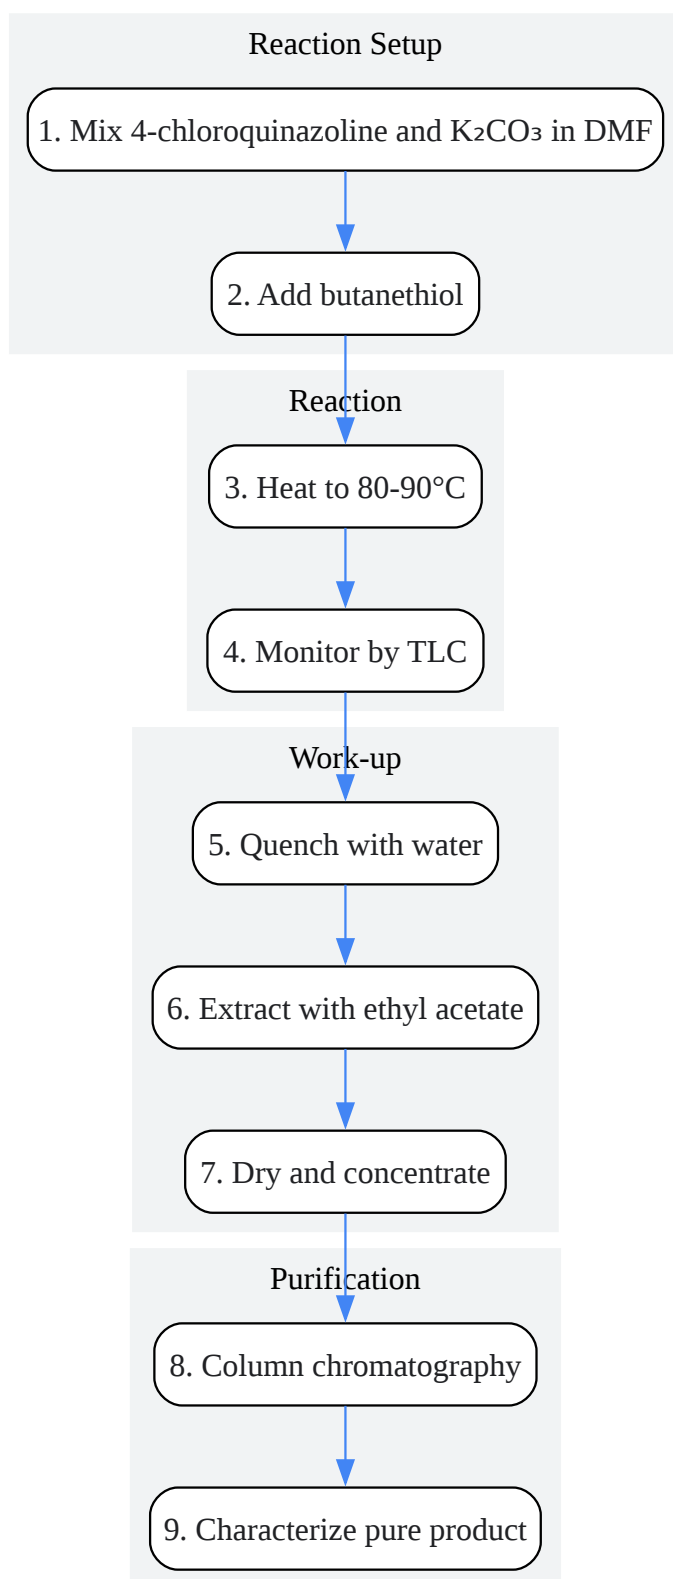 Reaction Setup
1. Mix 4-chloroquinazoline and K₂CO₃ in DMF
2. Add butanethiol
Reaction
3. Heat to 80-90°C
4. Monitor by TLC
Work-up
5. Quench with water
6. Extract with ethyl acetate
7. Dry and concentrate
Purification
8. Column chromatography
9. Characterize pure product